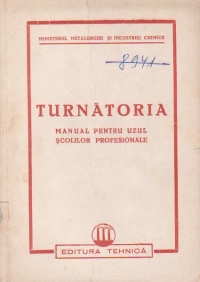 MINISTERUL METALURGIEI ȘI INDUSTRIEI CHIMICE
8941
TURNĂTORIA
MANUAL PENTRU UZUL
ȘCOLILOR PROFESIONALE
EDITURA TEHNICĂ